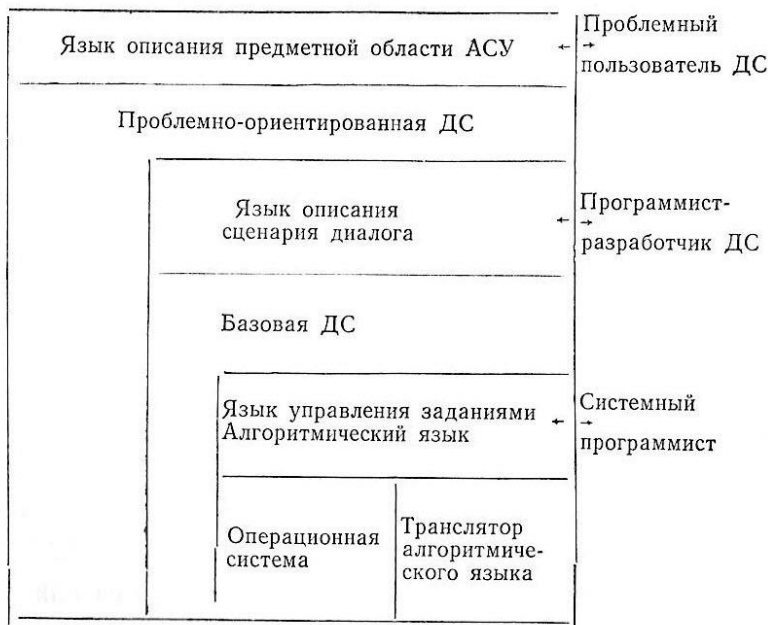 Язык описания предметной области АСУ
Проблемный
пользователь ДС
Проблемно-ориентированная ДС
Язык описания
сценария диалога
Программист-
разработчик ДС
Базовая ДС
Язык управления заданиями
Алгоритмический язык
Системный
программист
Операционная
система
Транслятор
алгоритмиче-
ского языка